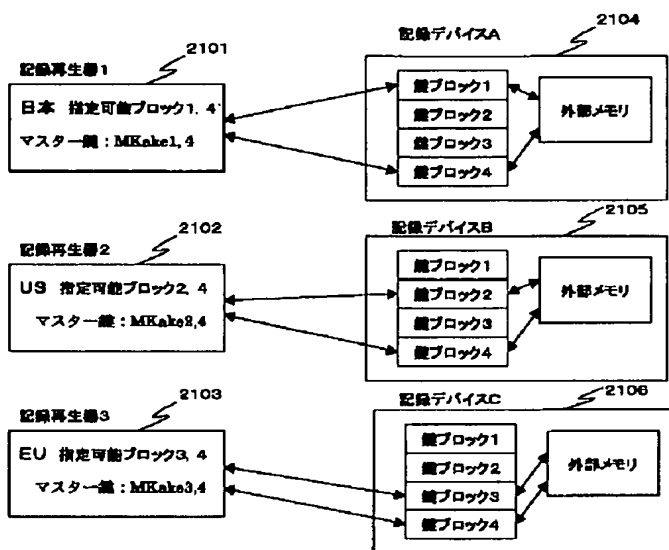 2101
記録再生器1
日本 指定可能ブロック1, 4
マスター鍵:MKake1,4
2104
記録デバイスA
鍵ブロック1
鍵ブロック2
鍵ブロック3
鍵ブロック4
外部メモリ
2102
記録再生器2
US 指定可能ブロック2, 4
マスター鍵:MKake2,4
2105
記録デバイスB
鍵ブロック1
鍵ブロック2
鍵ブロック3
鍵ブロック4
外部メモリ
2103
記録再生器3
EU 指定可能ブロック3, 4
マスター鍵:MKake3,4
2106
記録デバイスC
鍵ブロック1
鍵ブロック2
鍵ブロック3
鍵ブロック4
外部メモリ